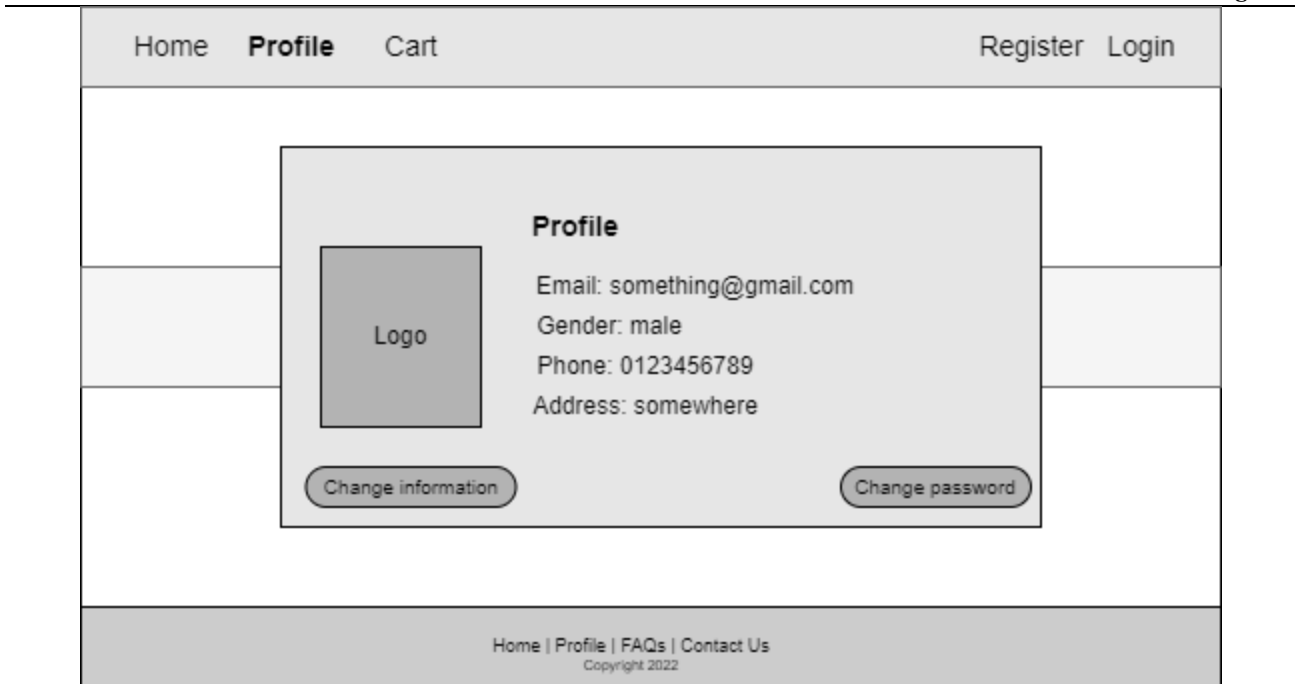 Home Profile Cart Register Login
Profile
Email: something@gmail.com
Gender: male
Logo
Phone: 0123456789
Address: somewhere
Change information Change password
Home | Profile | FAQs | Contact Us
Copyright 2022